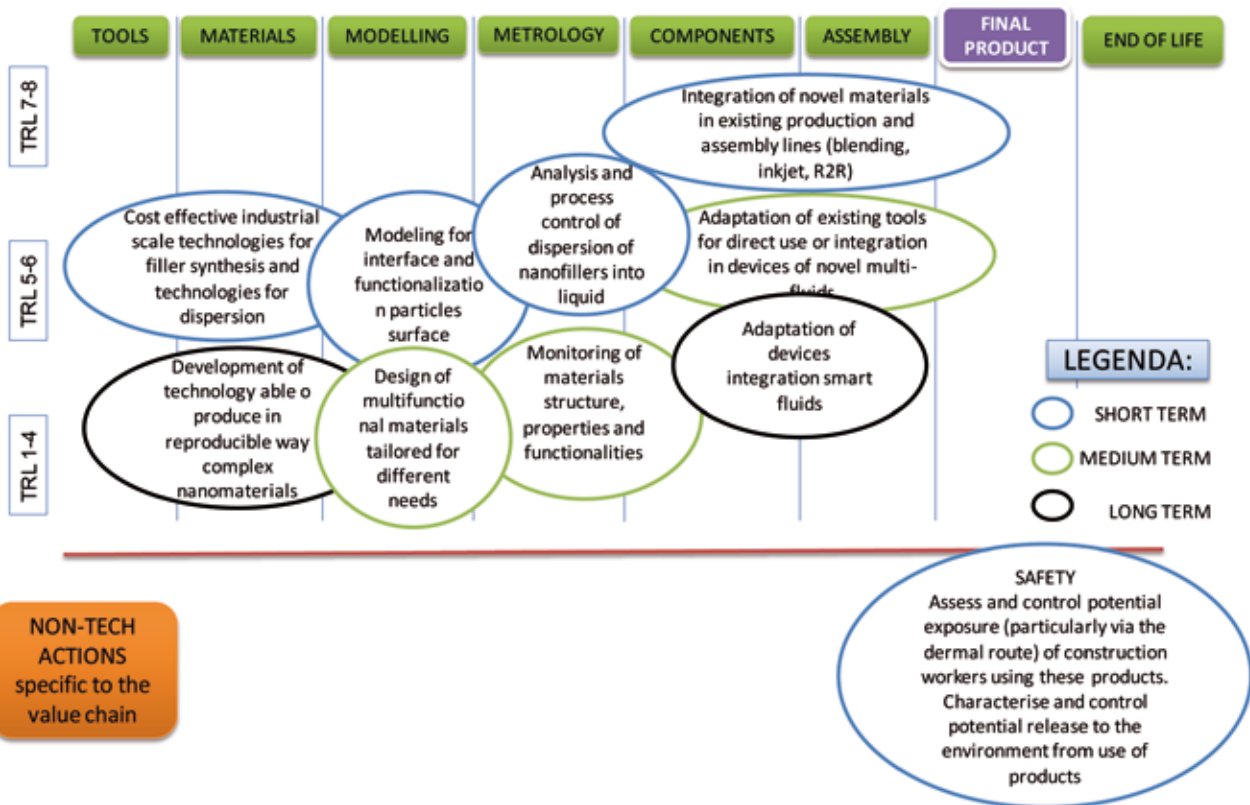 TOOLS
MATERIALS
MODELLING
METROLOGY
COMPONENTS
ASSEMBLY
FINAL
PRODUCT
END OF LIFE
TRL 7-8
TRL 5-6
TRL 1-4
Integration of novel materials
in existing production and
assembly lines (blending,
inkjet, R2R)
Cost effective industrial
scale technologies for
filler synthesis and
technologies for
dispersion
Modeling for
interface and
functionalizatio
n particles
surface
Analysis and
process
control of
dispersion of
nanofillers into
liquid
Adaptation of existing tools
for direct use or integration
in devices of novel multi-
fluids
Development of
technology able o
produce in
reproducible way
complex
nanomaterials
Design of
multifunctio
nal materials
tailored for
different
needs
Monitoring of
materials
structure,
properties and
functionalities
Adaptation of
devices
integration smart
fluids
LEGENDA:
SHORT TERM
MEDIUM TERM
LONG TERM
NON-TECH
ACTIONS
specific to the
value chain
SAFETY
Assess and control potential
exposure (particularly via the
dermal route) of construction
workers using these products.
Characterise and control
potential release to the
environment from use of
products